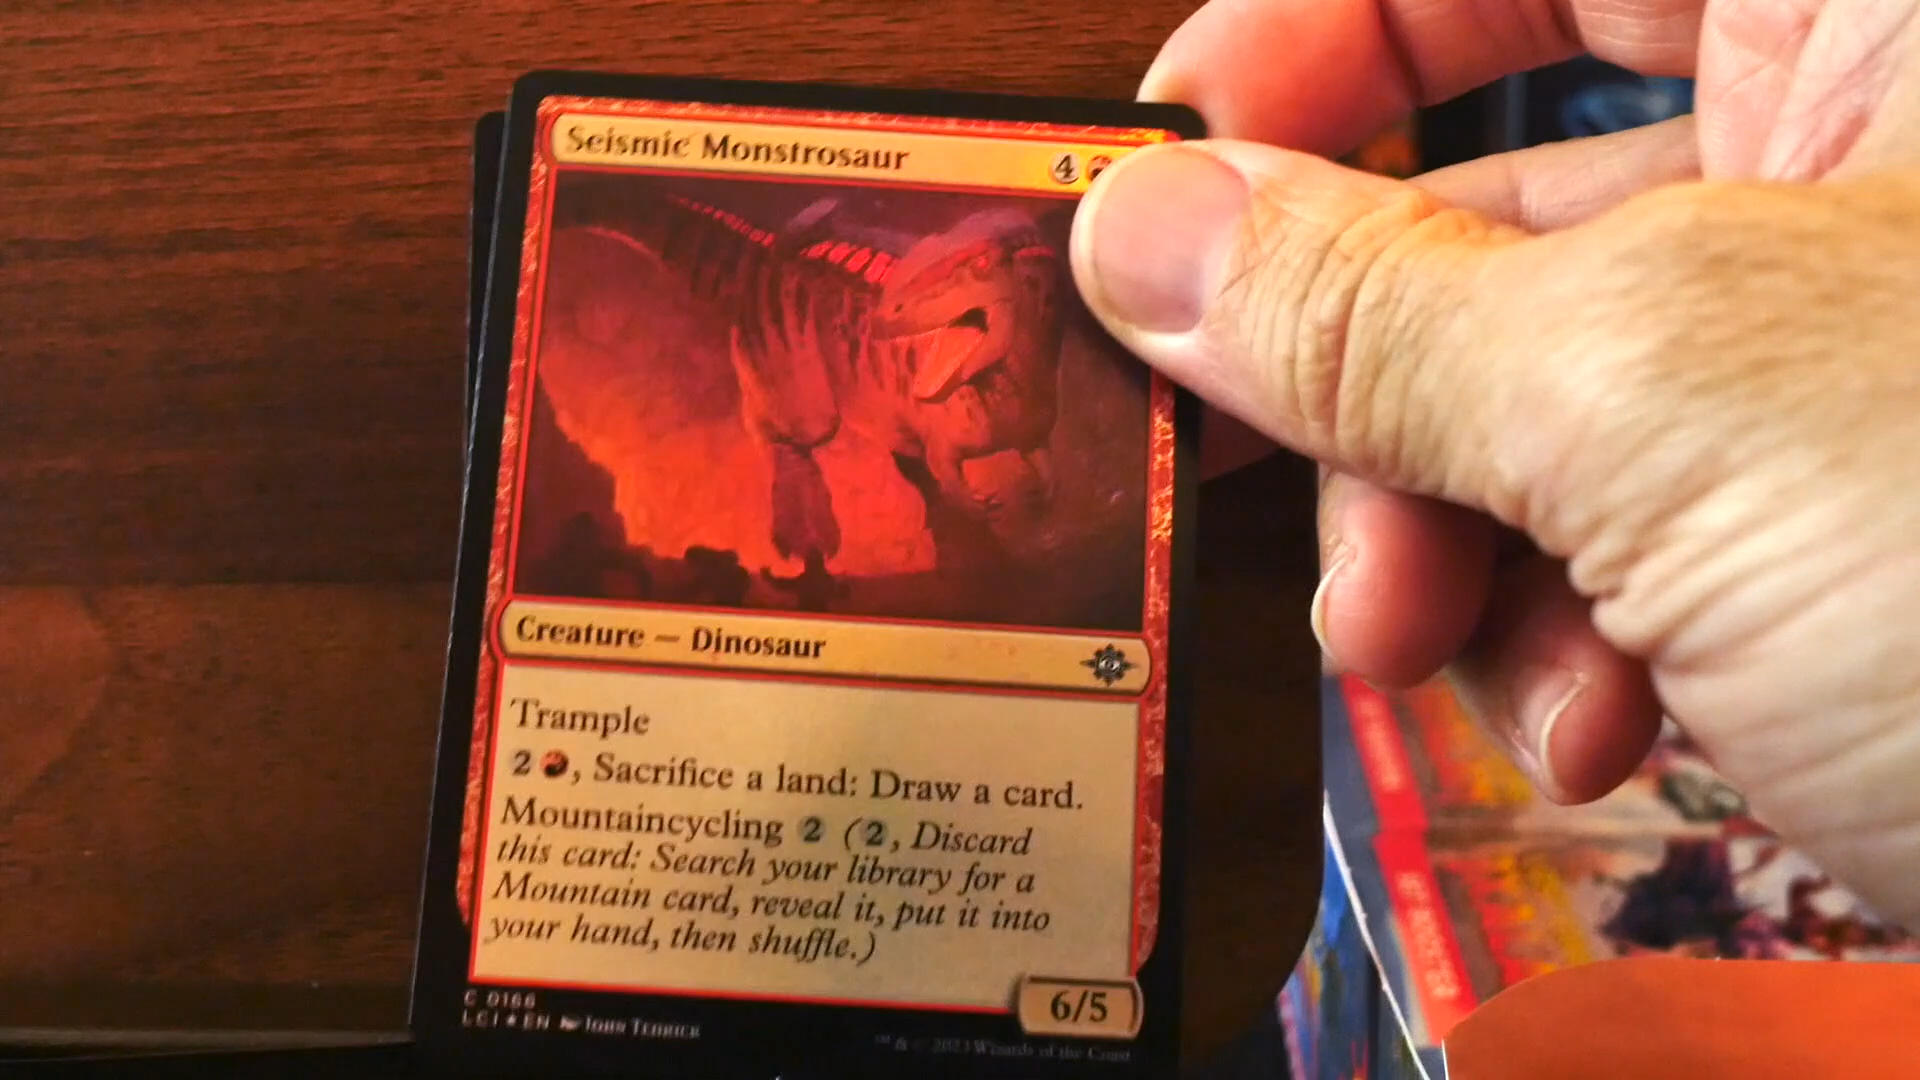 Seismic Monstrosaur 4
Creature — Dinosaur
Trample
2 , Sacrifice a land: Draw a card.
Mountaincycling 2 (2, Discard
this card: Search your library for a
Mountain card, reveal it, put it into
your hand, then shuffle.)
6/5
C 0166
LCI ★ EN John Tedrick
™ & © 2023 Wizards of the Coast
BOOSTER